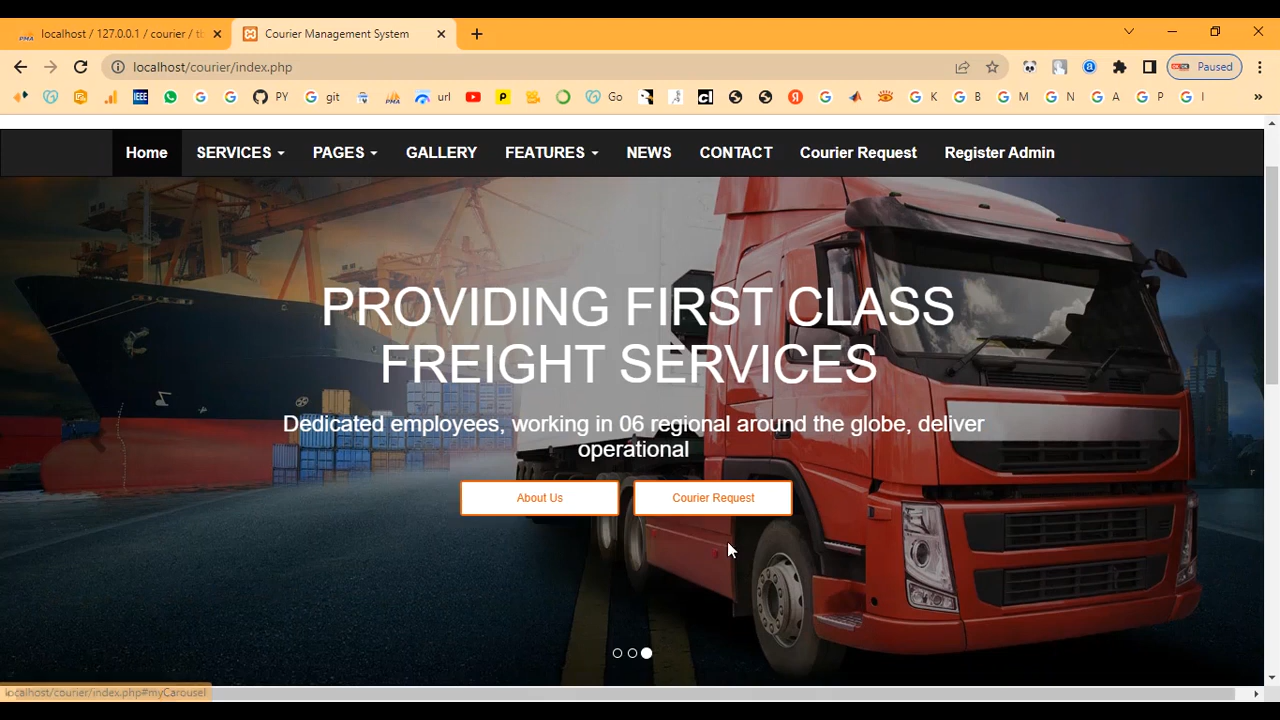 localhost / 127.0.0.1 / courier / tb
Courier Management System
localhost/courier/index.php
Paused
IEEE
PY
git
url
Go
K
B
M
N
A
P
I
Home
SERVICES
PAGES
GALLERY
FEATURES
NEWS
CONTACT
Courier Request
Register Admin
PROVIDING FIRST CLASS
FREIGHT SERVICES
Dedicated employees, working in 06 regional around the globe, deliver
operational
About Us
Courier Request
localhost/courier/index.php#myCarousel